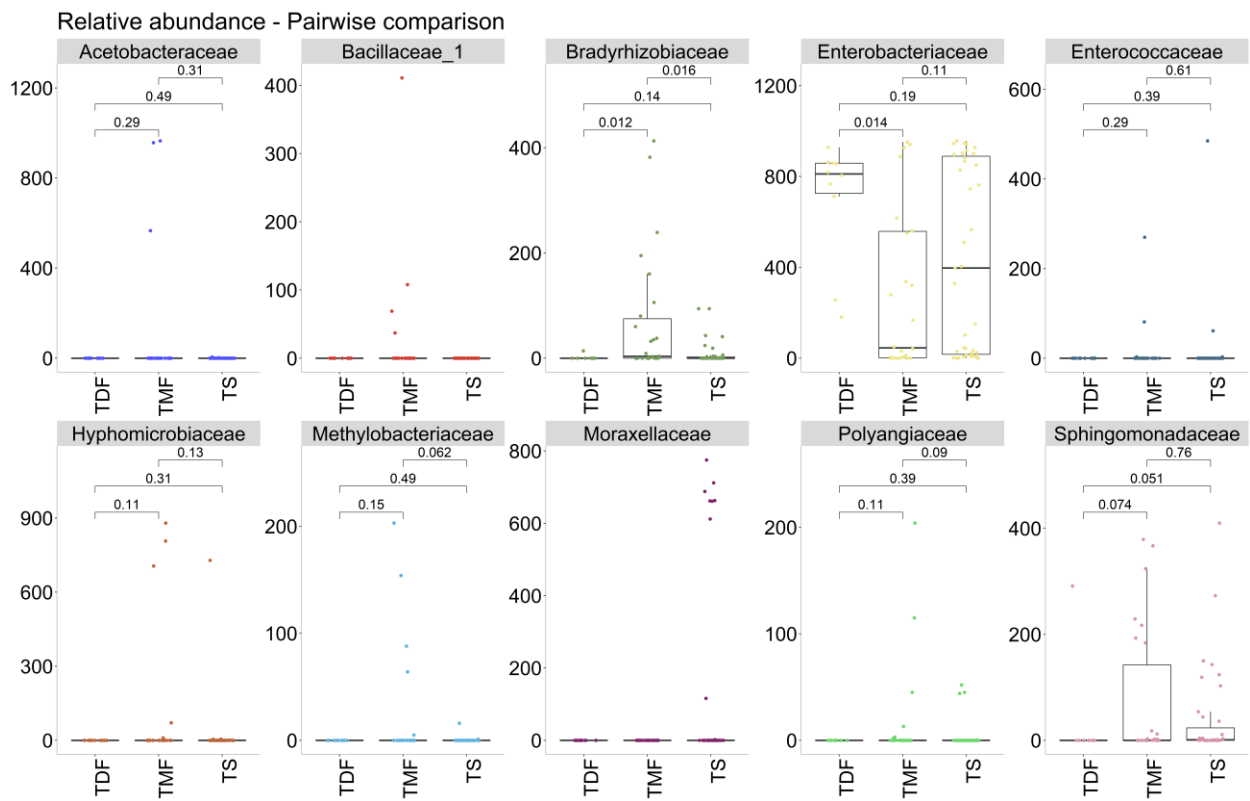 Relative abundance - Pairwise comparison
Acetobacteraceae Bacillaceae_1 Bradyrhizobiaceae Enterobacteriaceae Enterococcaceae
1200 800 400 0
0.31
0.49
0.29
TDF TMF TS
400 300 200 100 0
TDF TMF TS
400 200 0
0.016
0.14
0.012
TDF TMF TS
1200 800 400 0
0.11
0.19
0.014
TDF TMF TS
600 400 200 0
0.61
0.39
0.29
TDF TMF TS
Hyphomicrobiaceae Methylobacteriaceae Moraxellaceae Polyangiaceae Sphingomonadaceae
900 600 300 0
0.13
0.31
0.11
TDF TMF TS
200 100 0
0.062
0.49
0.15
TDF TMF TS
800 600 400 200 0
TDF TMF TS
200 100 0
0.09
0.39
0.11
TDF TMF TS
400 200 0
0.76
0.051
0.074
TDF TMF TS